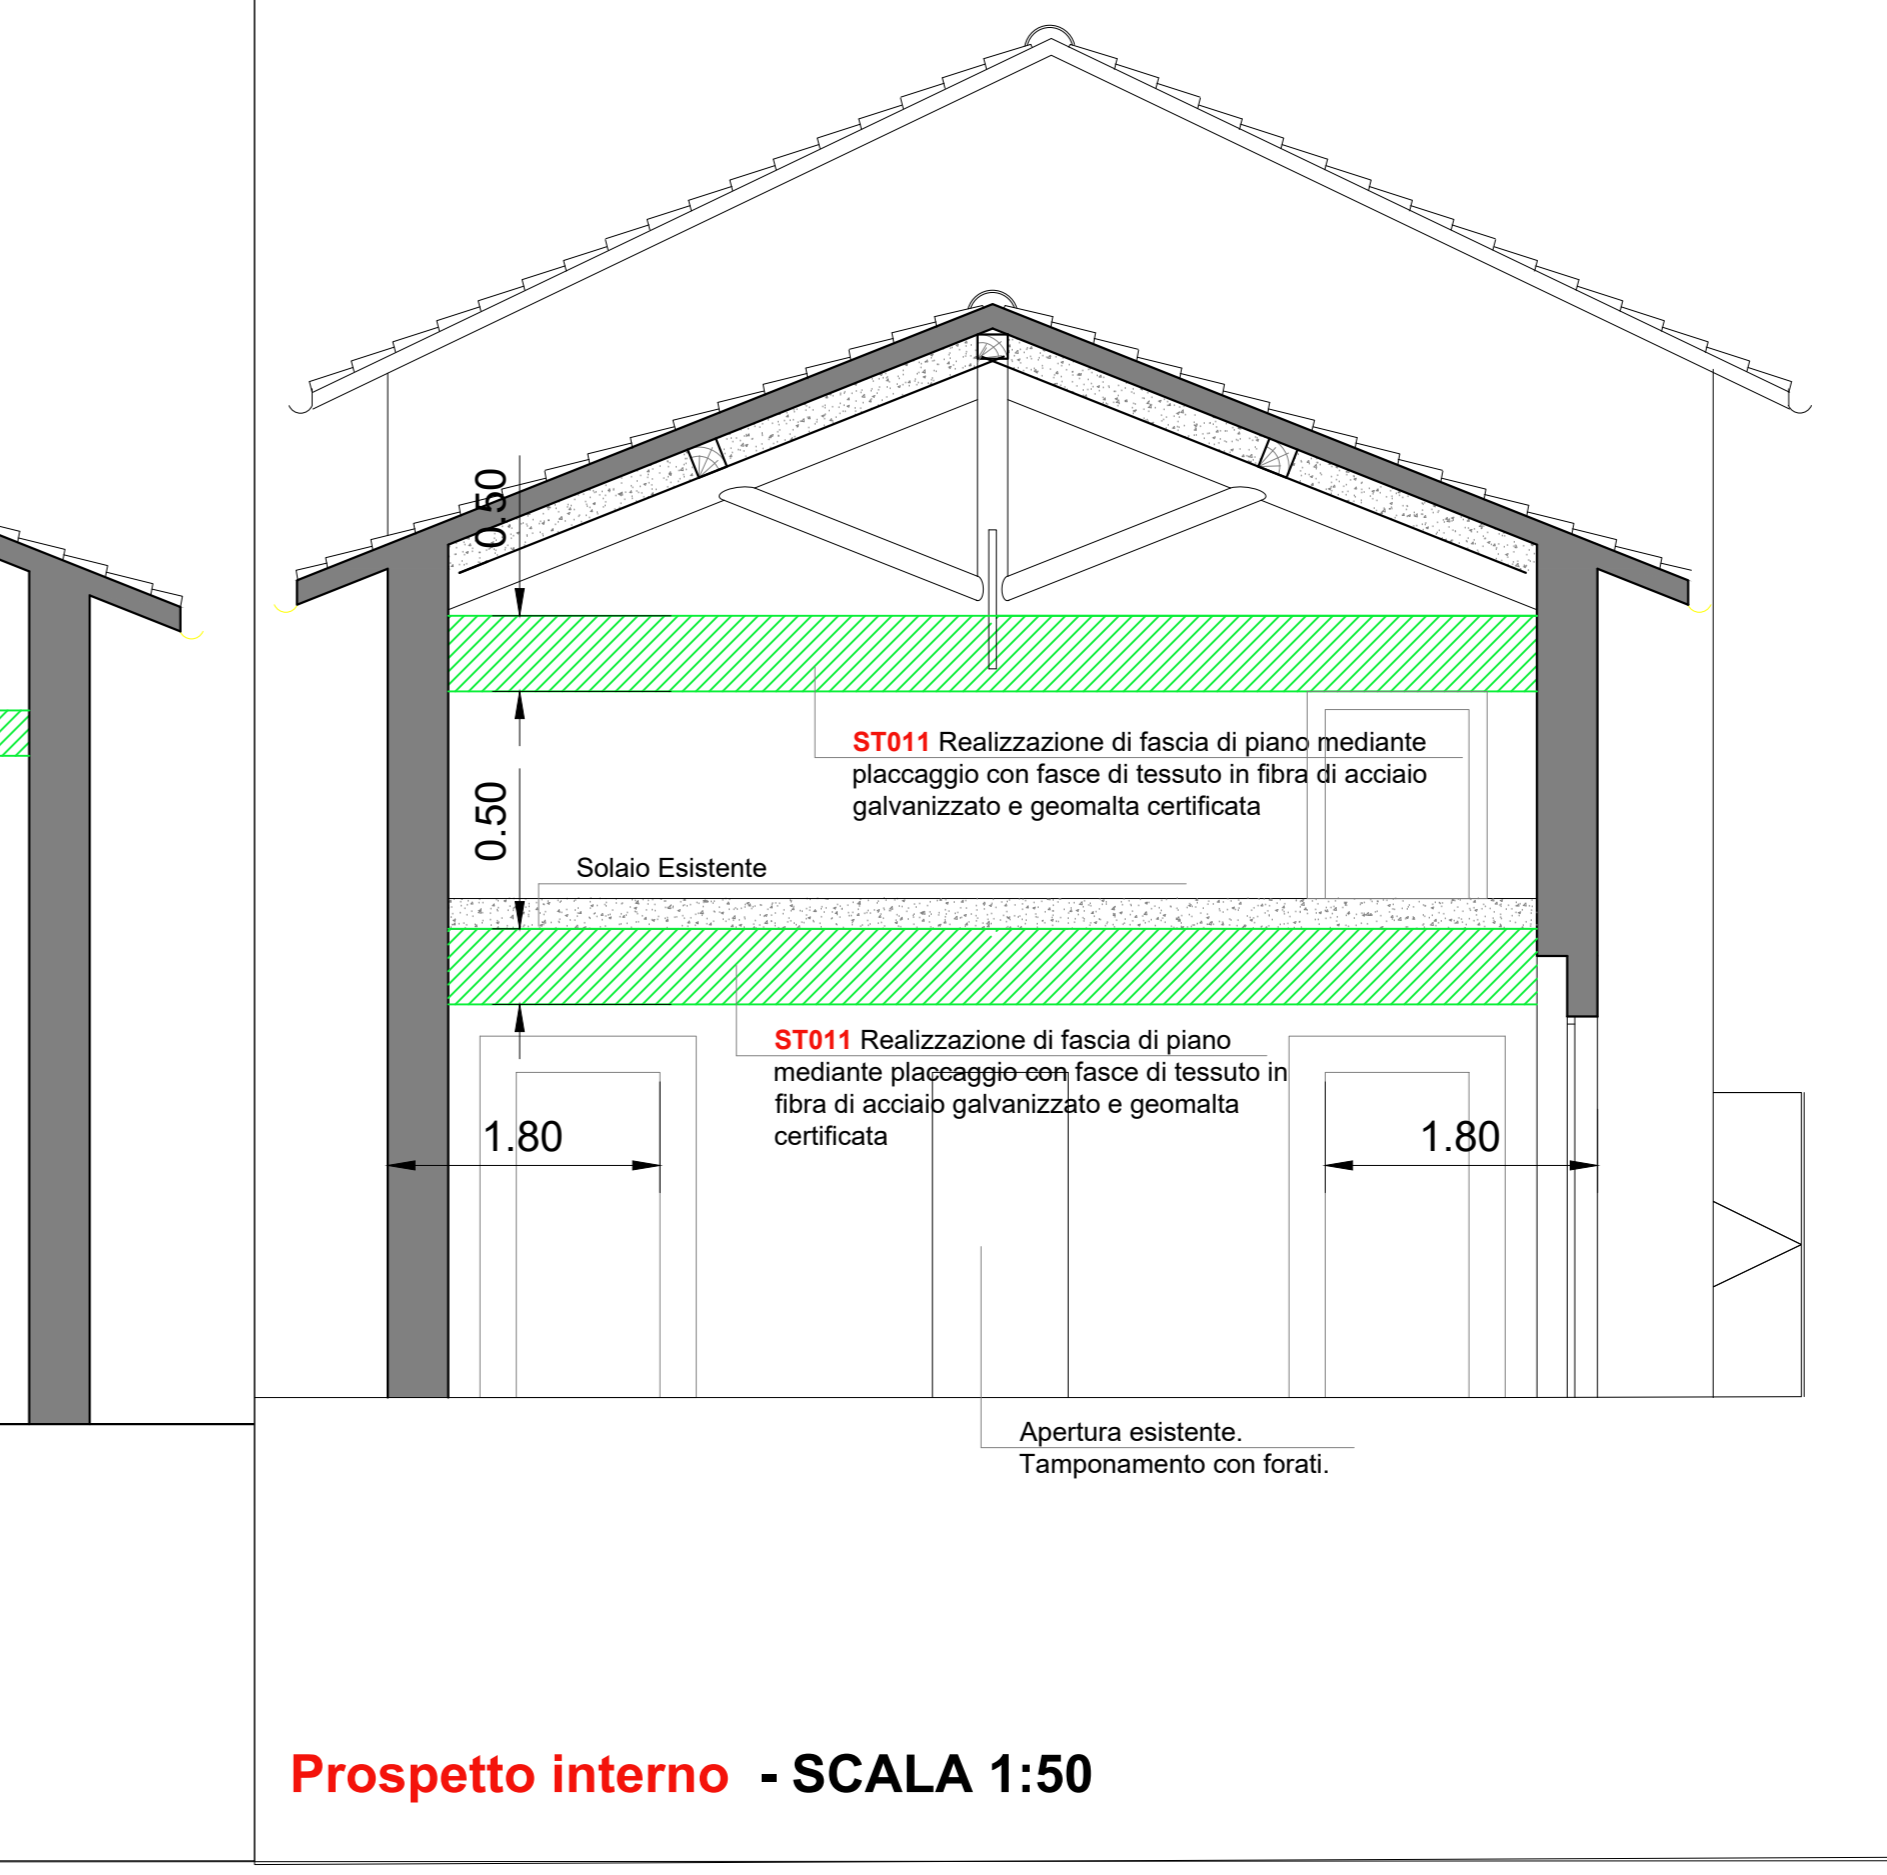 0.50
ST011 Realizzazione di fascia di piano mediante
placcaggio con fasce di tessuto in fibra di acciaio
galvanizzato e geomalta certificata
0.50
Solaio Esistente
ST011 Realizzazione di fascia di piano
mediante placcaggio con fasce di tessuto in
fibra di acciaio galvanizzato e geomalta
certificata
1.80
1.80
Apertura esistente.
Tamponamento con forati.
Prospetto interno - SCALA 1:50